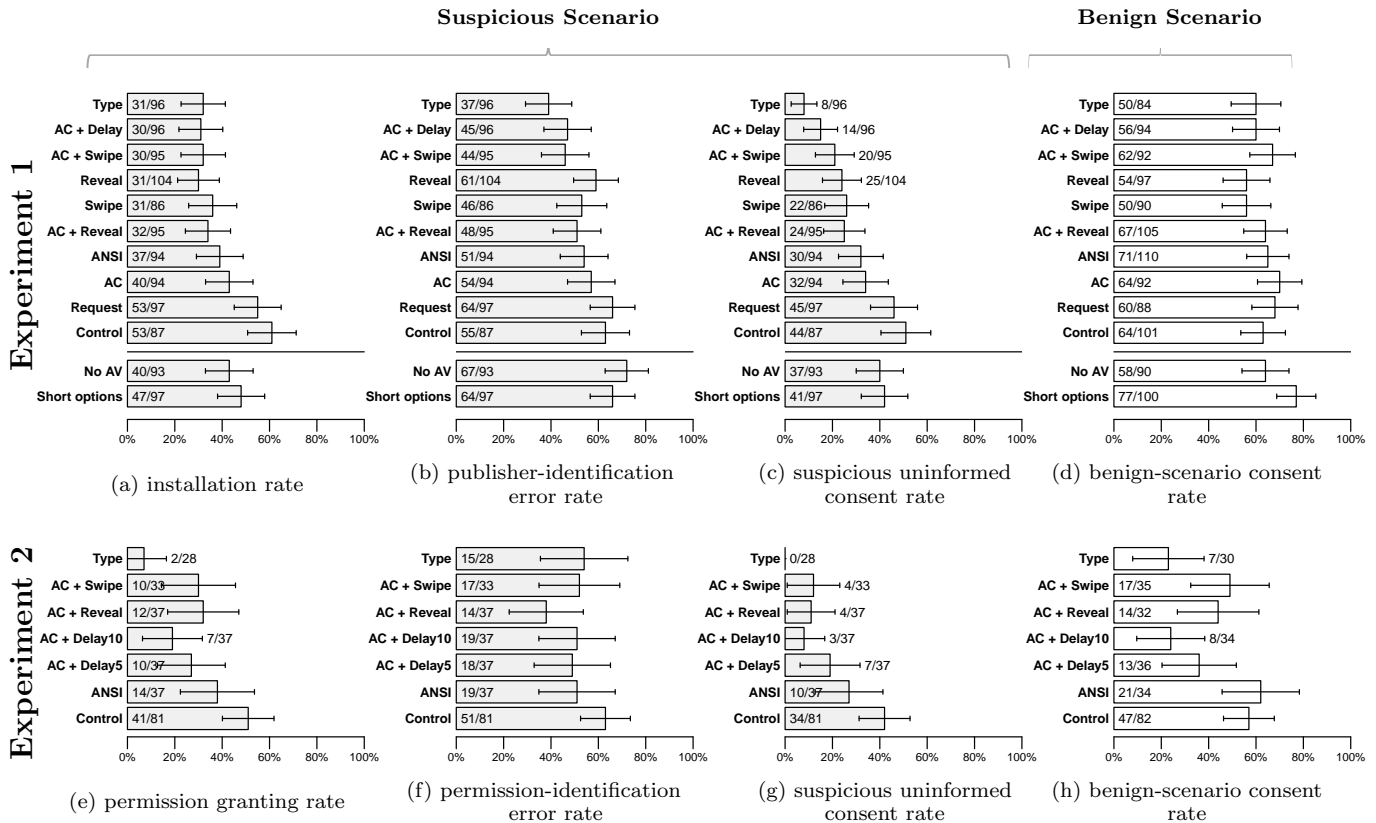 Suspicious Scenario
Benign Scenario
Experiment 1
Type 31/96
AC + Delay 30/96
AC + Swipe 30/95
Reveal 31/104
Swipe 31/86
AC + Reveal 32/95
ANSI 37/94
AC 40/94
Request 53/97
Control 53/87
No AV 40/93
Short options 47/97
0% 20% 40% 60% 80% 100%
(a) installation rate
Type 37/96
AC + Delay 45/96
AC + Swipe 44/95
Reveal 61/104
Swipe 46/86
AC + Reveal 48/95
ANSI 51/94
AC 54/94
Request 64/97
Control 55/87
No AV 67/93
Short options 64/97
0% 20% 40% 60% 80% 100%
(b) publisher-identification
error rate
Type 8/96
AC + Delay 14/96
AC + Swipe 20/95
Reveal 25/104
Swipe 22/86
AC + Reveal 24/95
ANSI 30/94
AC 32/94
Request 45/97
Control 44/87
No AV 37/93
Short options 41/97
0% 20% 40% 60% 80% 100%
(c) suspicious uninformed
consent rate
Type 50/84
AC + Delay 56/94
AC + Swipe 62/92
Reveal 54/97
Swipe 50/90
AC + Reveal 67/105
ANSI 71/110
AC 64/92
Request 60/88
Control 64/101
No AV 58/90
Short options 77/100
0% 20% 40% 60% 80% 100%
(d) benign-scenario consent
rate
Experiment 2
Type 2/28
AC + Swipe 10/33
AC + Reveal 12/37
AC + Delay10 7/37
AC + Delay5 10/37
ANSI 14/37
Control 41/81
0% 20% 40% 60% 80% 100%
(e) permission granting rate
Type 15/28
AC + Swipe 17/33
AC + Reveal 14/37
AC + Delay10 19/37
AC + Delay5 18/37
ANSI 19/37
Control 51/81
0% 20% 40% 60% 80% 100%
(f) permission-identification
error rate
Type 0/28
AC + Swipe 4/33
AC + Reveal 4/37
AC + Delay10 3/37
AC + Delay5 7/37
ANSI 10/37
Control 34/81
0% 20% 40% 60% 80% 100%
(g) suspicious uninformed
consent rate
Type 7/30
AC + Swipe 17/35
AC + Reveal 14/32
AC + Delay10 8/34
AC + Delay5 13/36
ANSI 21/34
Control 47/82
0% 20% 40% 60% 80% 100%
(h) benign-scenario consent
rate